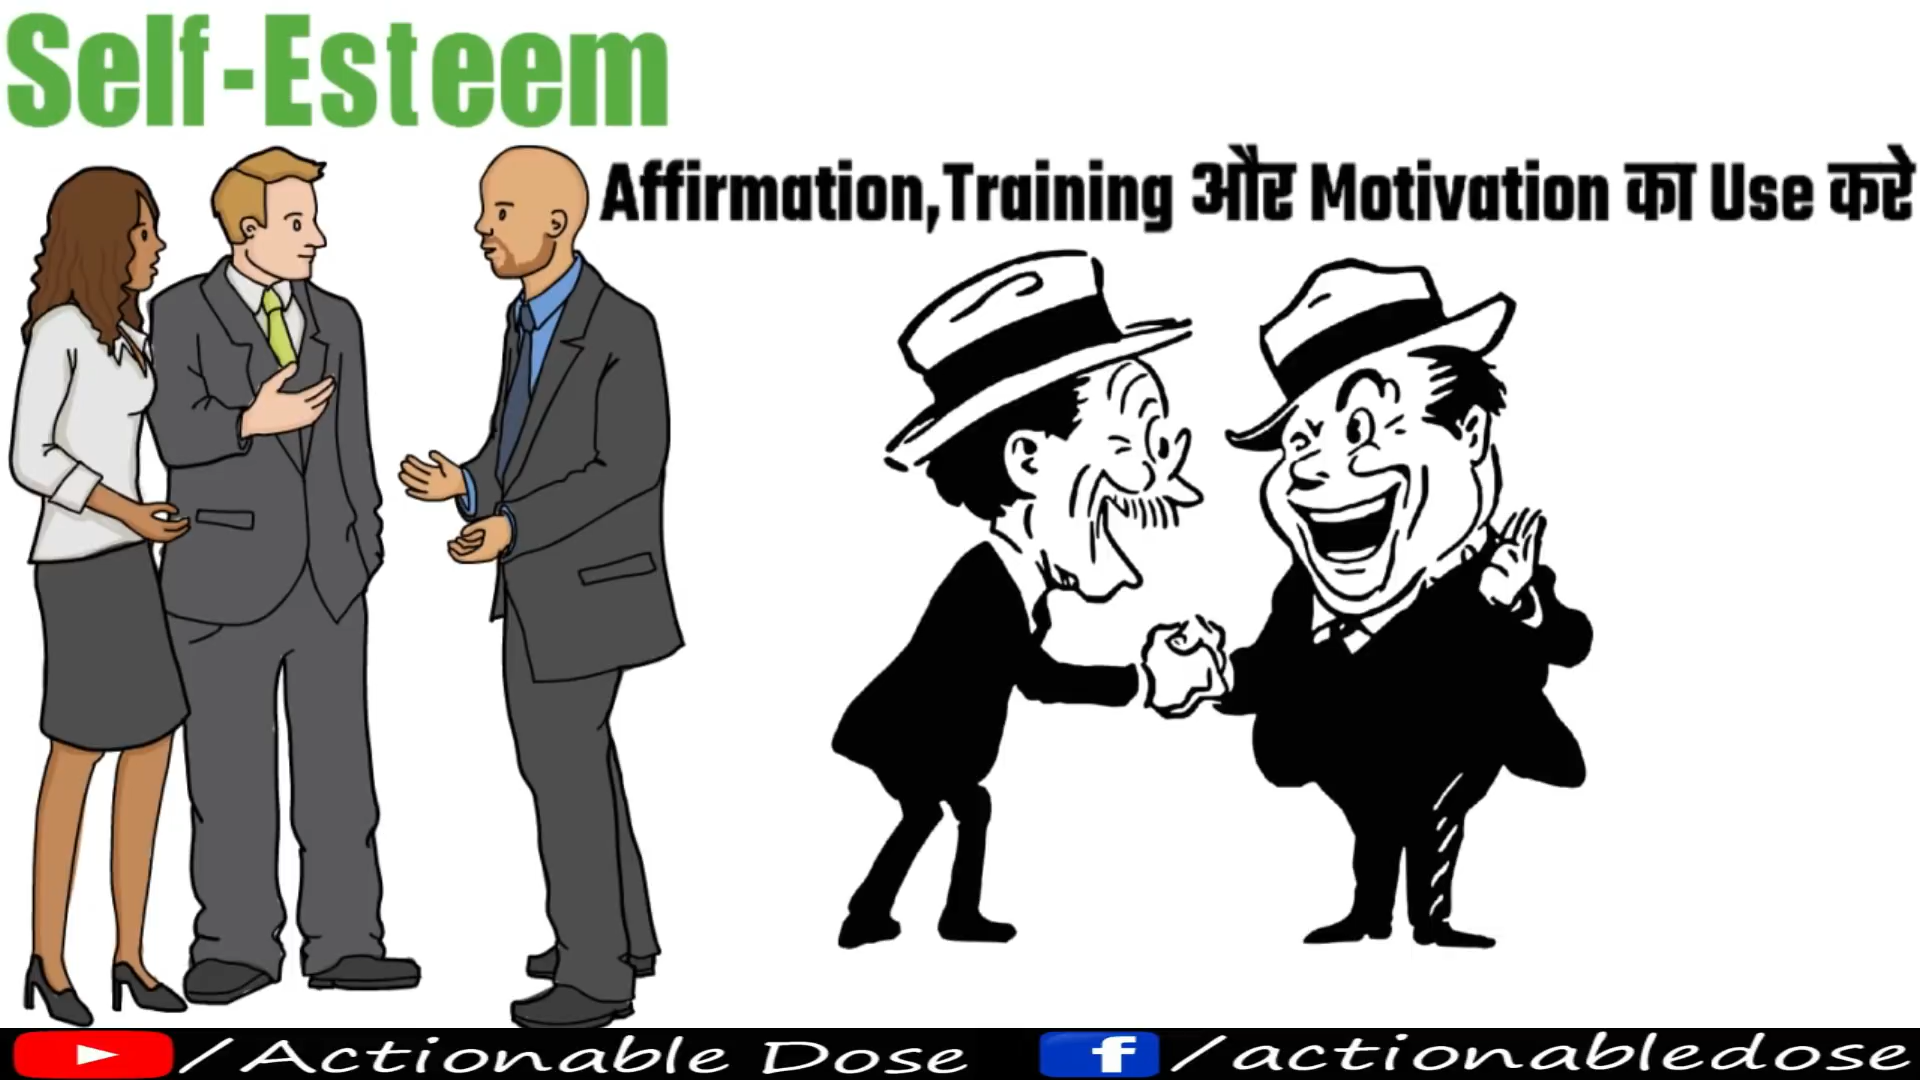 Self-Esteem
Affirmation,Training और Motivation का Use करे
/Actionable Dose
f/actionabledose